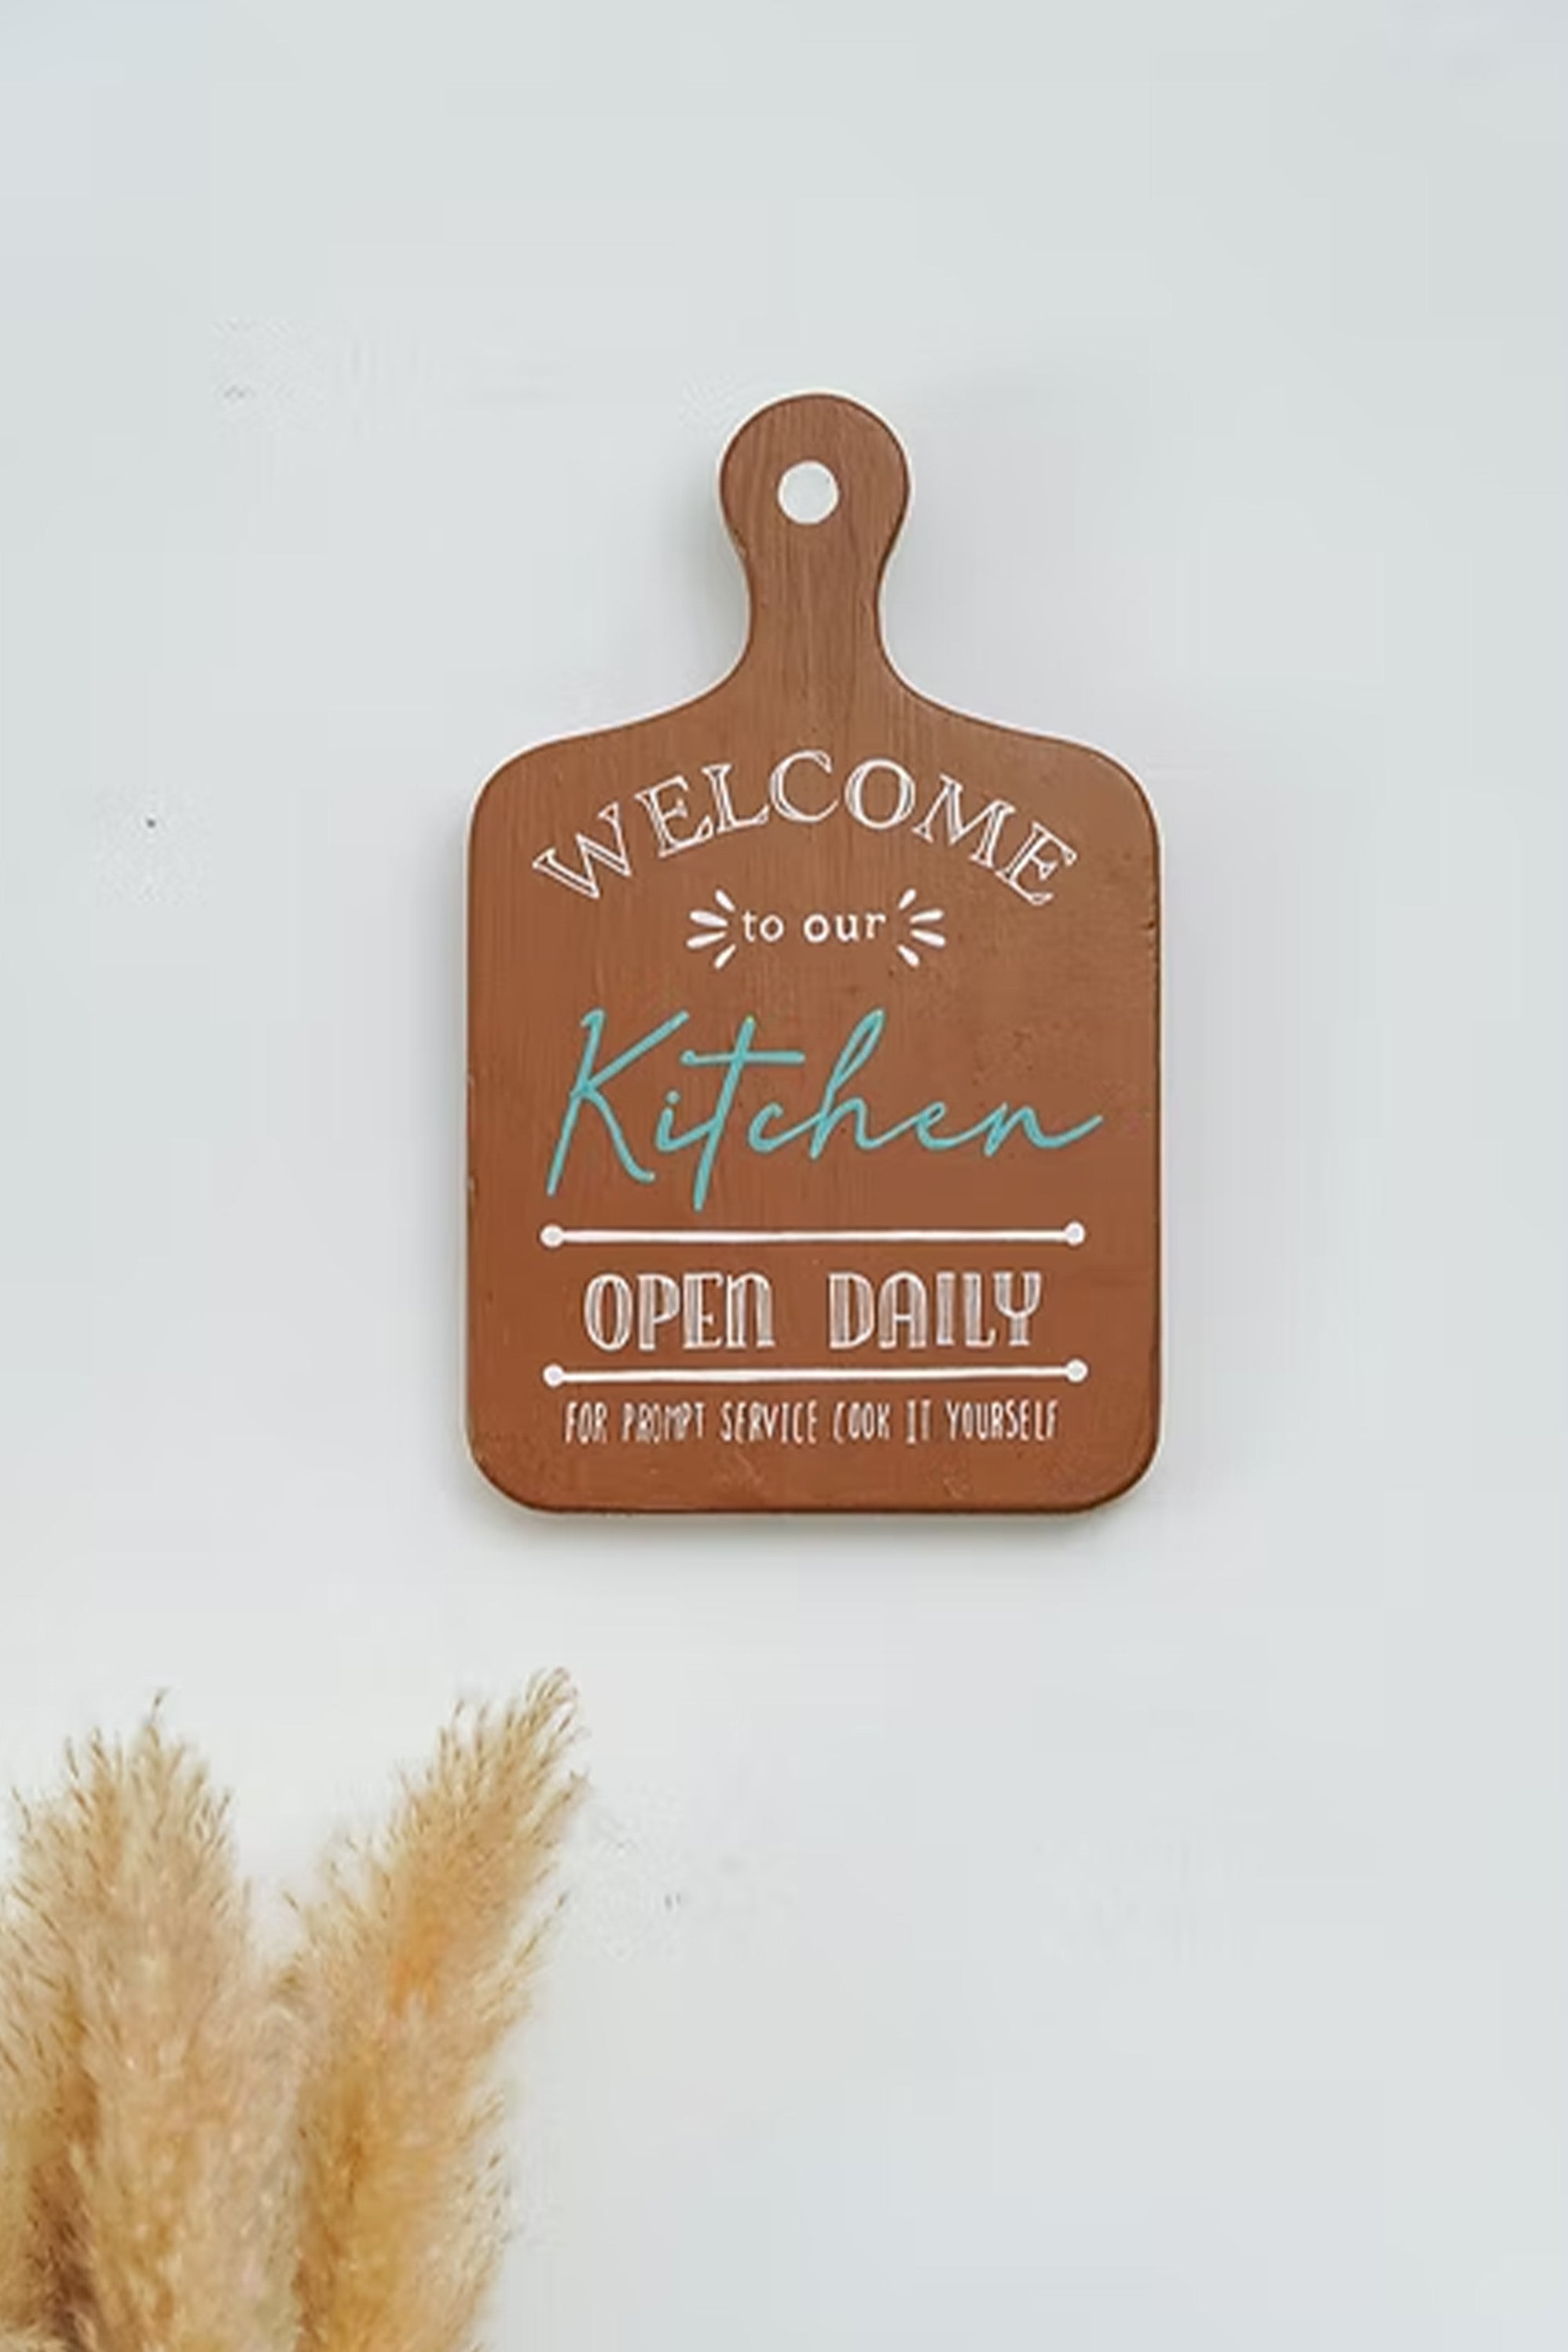 WELCOME
to our
Kitchen
OPEN DAILY
FOR PROMPT SERVICE COOK IT YOURSELF